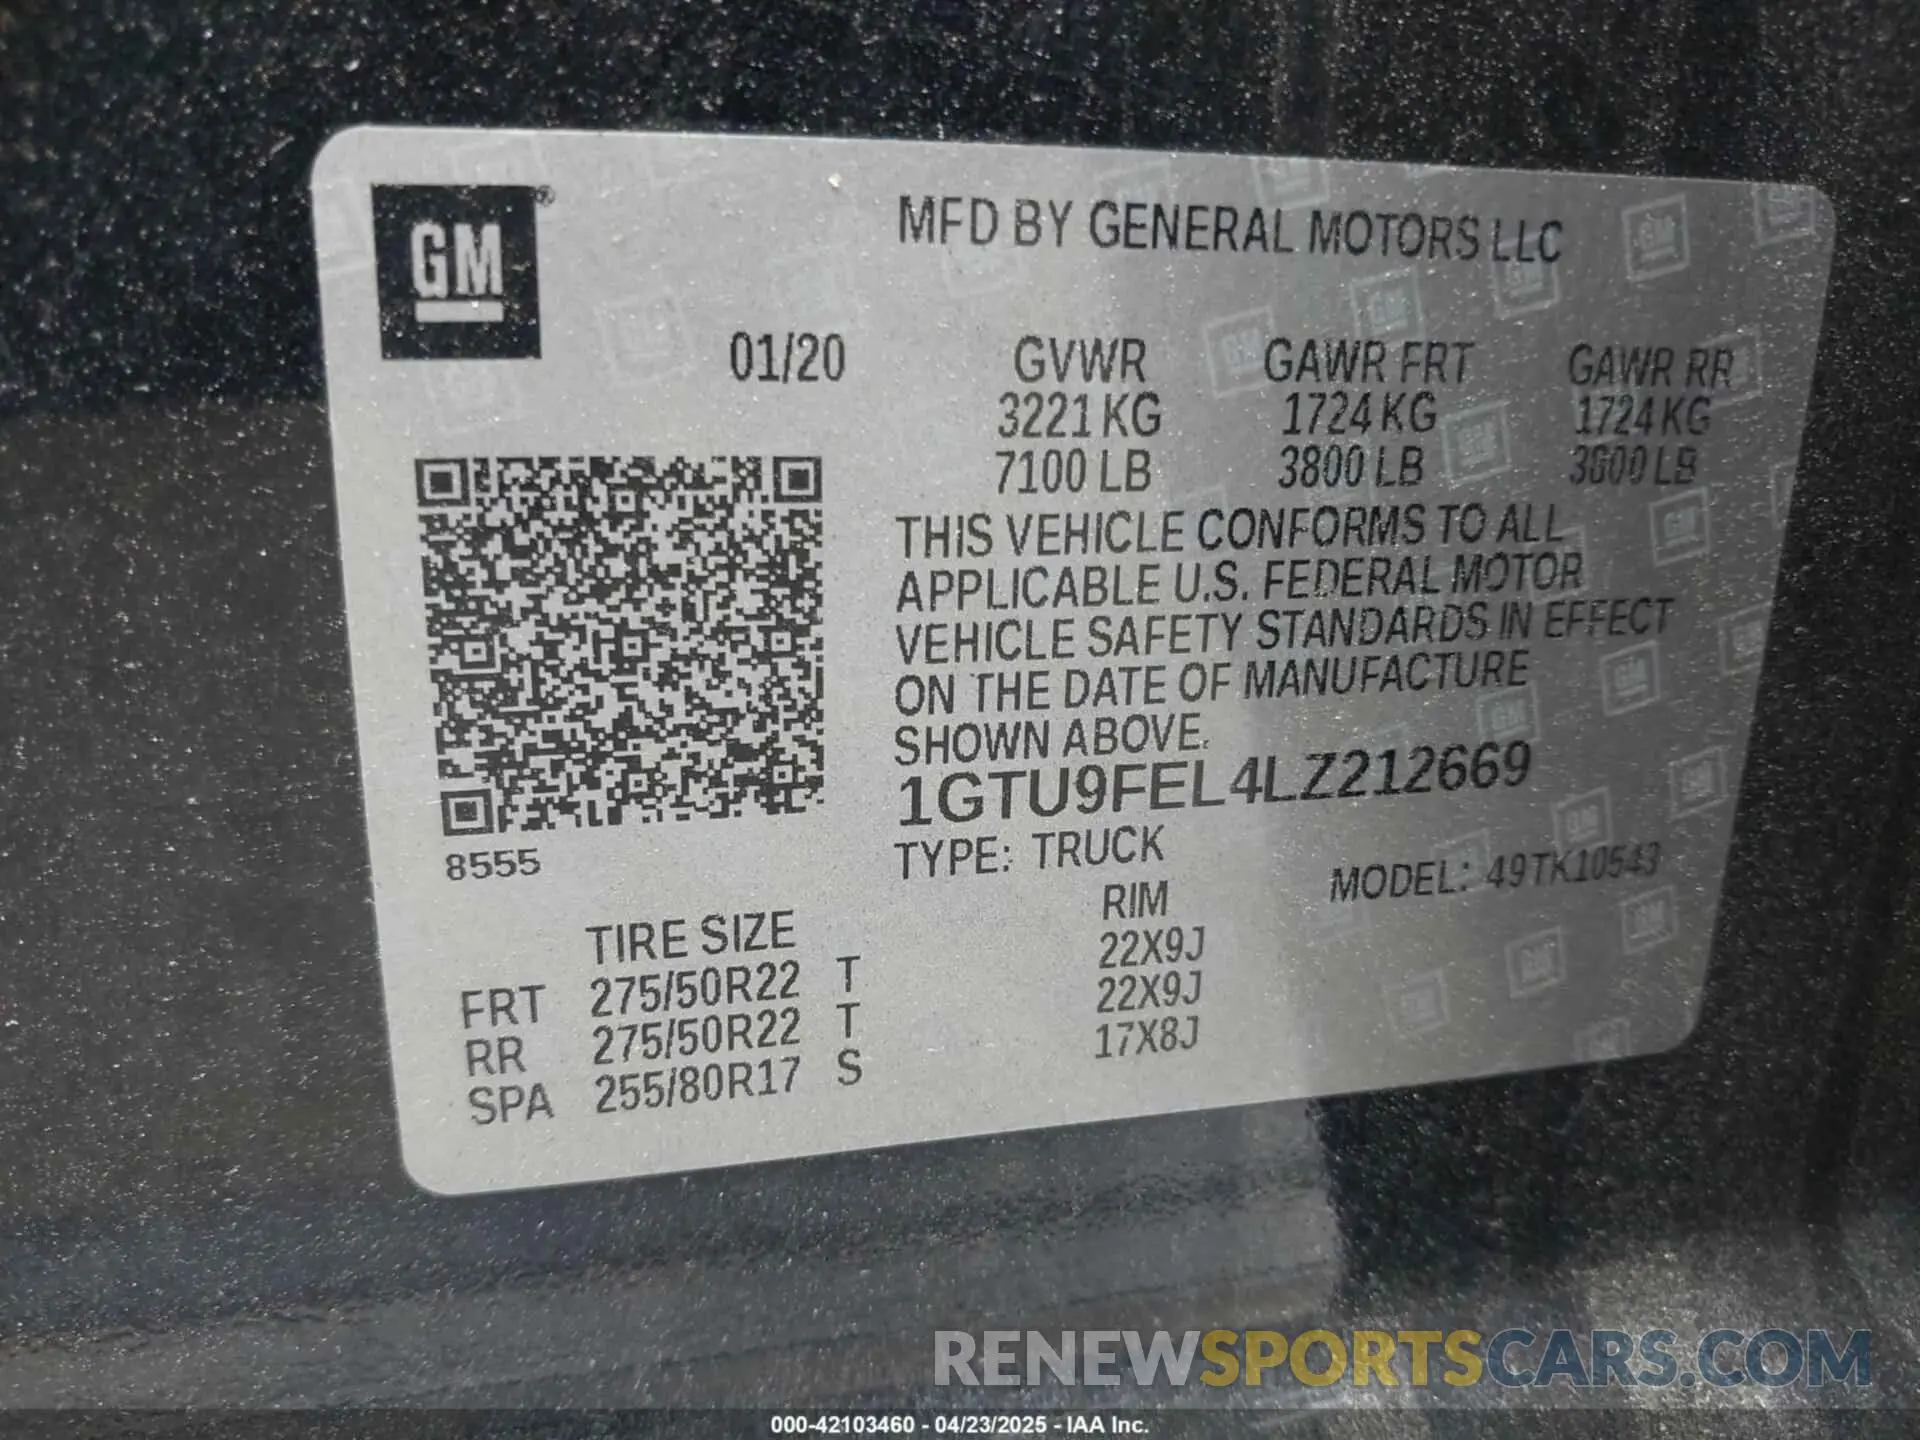 GM ®
MFD BY GENERAL MOTORS LLC
01/20 GVWR GAWR FRT GAWR RR
3221 KG 1724 KG 1724 KG
7100 LB 3800 LB 3800 LB
THIS VEHICLE CONFORMS TO ALL
APPLICABLE U.S. FEDERAL MOTOR
VEHICLE SAFETY STANDARDS IN EFFECT
ON THE DATE OF MANUFACTURE
SHOWN ABOVE.
1GTU9FEL4LZ212669
8555
TYPE: TRUCK MODEL: 49TK10543
TIRE SIZE RIM
FRT 275/50R22 T 22X9J
RR 275/50R22 T 22X9J
SPA 255/80R17 S 17X8J
RENEWSPORTSCARS.COM
000-42103460 - 04/23/2025 - IAA Inc.